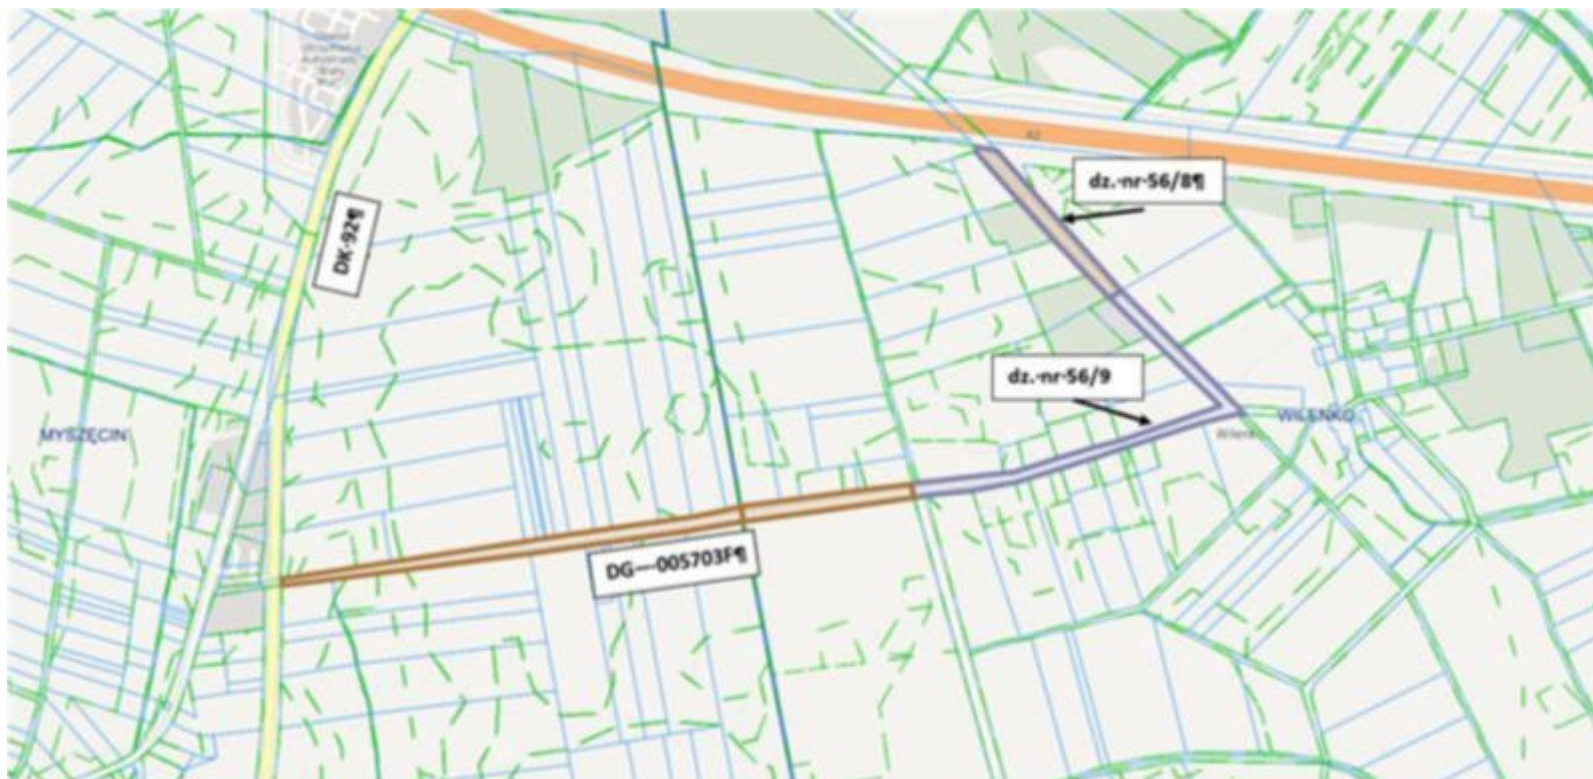 A2
dz.·nr·56/8¶
DK·92¶
dz.·nr·56/9
MYSZĘCIN
WILENKO
DG-–·005703F¶